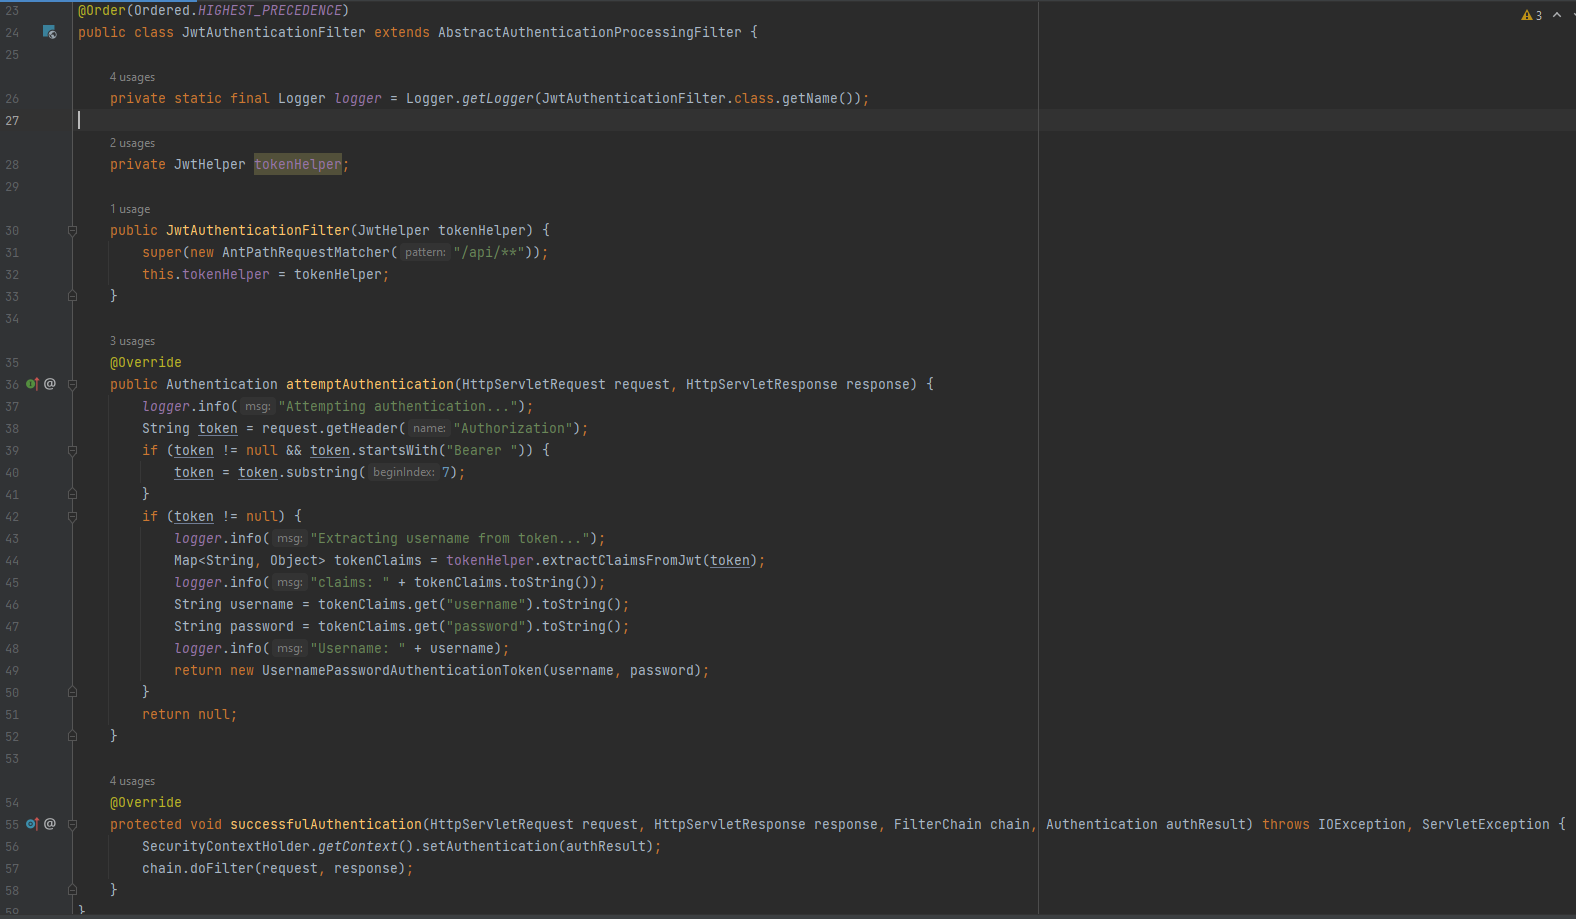 23 @Order(Ordered.HIGHEST_PRECEDENCE)
3
24 public class JwtAuthenticationFilter extends AbstractAuthenticationProcessingFilter {
25
4 usages
26 private static final Logger logger = Logger.getLogger(JwtAuthenticationFilter.class.getName());
27
2 usages
28 private JwtHelper tokenHelper;
29
1 usage
30 public JwtAuthenticationFilter(JwtHelper tokenHelper) {
31 super(new AntPathRequestMatcher( pattern: "/api/**"));
32 this.tokenHelper = tokenHelper;
33 }
34
3 usages
35 @Override
36 @ public Authentication attemptAuthentication(HttpServletRequest request, HttpServletResponse response) {
37 logger.info( msg: "Attempting authentication...");
38 String token = request.getHeader( name: "Authorization");
39 if (token != null && token.startsWith("Bearer ")) {
40 token = token.substring( beginIndex: 7);
41 }
42 if (token != null) {
43 logger.info( msg: "Extracting username from token...");
44 Map<String, Object> tokenClaims = tokenHelper.extractClaimsFromJwt(token);
45 logger.info( msg: "claims: " + tokenClaims.toString());
46 String username = tokenClaims.get("username").toString();
47 String password = tokenClaims.get("password").toString();
48 logger.info( msg: "Username: " + username);
49 return new UsernamePasswordAuthenticationToken(username, password);
50 }
51 return null;
52 }
53
4 usages
54 @Override
55 @ protected void successfulAuthentication(HttpServletRequest request, HttpServletResponse response, FilterChain chain, Authentication authResult) throws IOException, ServletException {
56 SecurityContextHolder.getContext().setAuthentication(authResult);
57 chain.doFilter(request, response);
58 }
59 }